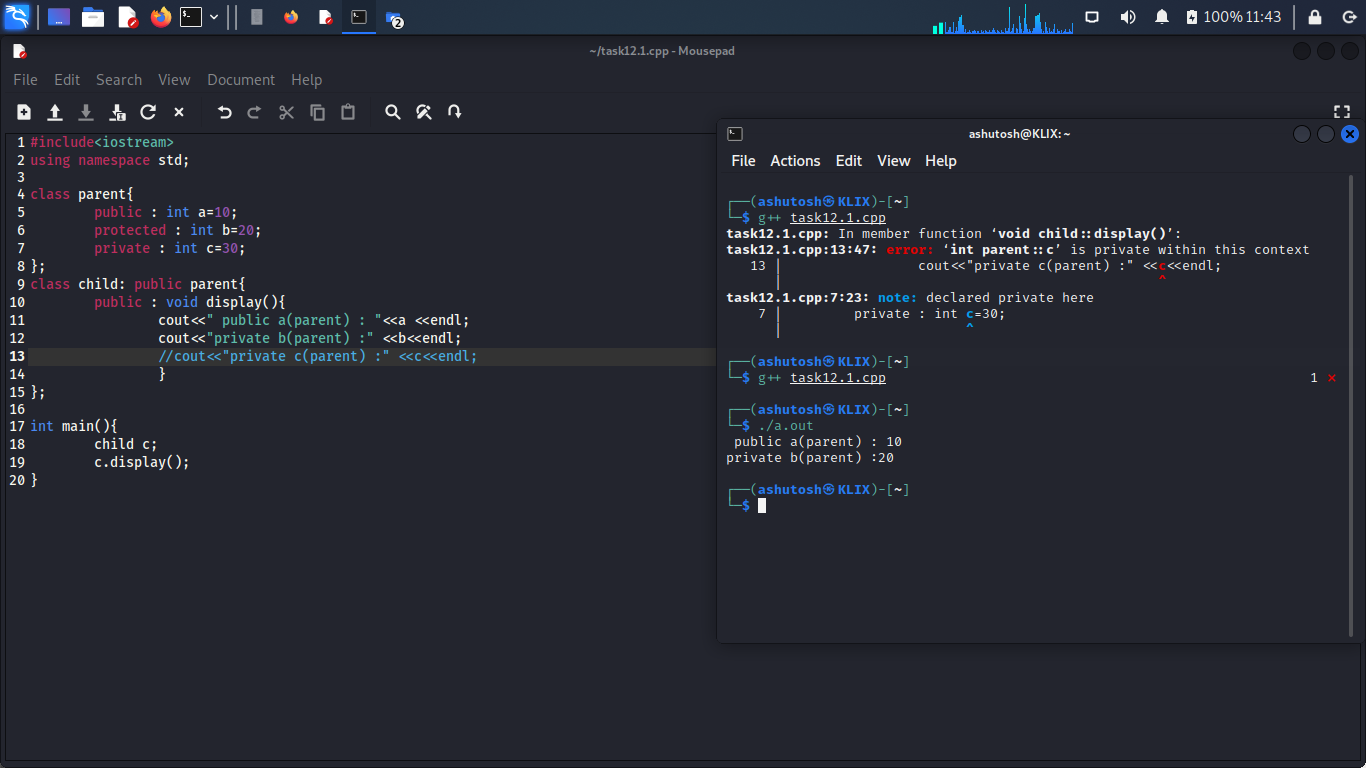 2
100% 11:43
~/task12.1.cpp - Mousepad
File Edit Search View Document Help
1 #include<iostream>
2 using namespace std;
3
4 class parent{
5 public : int a=10;
6 protected : int b=20;
7 private : int c=30;
8 };
9 class child: public parent{
10 public : void display(){
11 cout<<" public a(parent) : "<<a <<endl;
12 cout<<"private b(parent) :" <<b<<endl;
13 //cout<<"private c(parent) :" <<c<<endl;
14 }
15 };
16
17 int main(){
18 child c;
19 c.display();
20 }
ashutosh@KLIX: ~
File Actions Edit View Help
┌──(ashutosh㉿KLIX)-[~]
└─$ g++ task12.1.cpp
task12.1.cpp: In member function ‘void child::display()’:
task12.1.cpp:13:47: error: ‘int parent::c’ is private within this context
13 | cout<<"private c(parent) :" <<c<<endl;
| ^
task12.1.cpp:7:23: note: declared private here
7 | private : int c=30;
| ^
┌──(ashutosh㉿KLIX)-[~]
└─$ g++ task12.1.cpp 1 ⨯
┌──(ashutosh㉿KLIX)-[~]
└─$ ./a.out
public a(parent) : 10
private b(parent) :20
┌──(ashutosh㉿KLIX)-[~]
└─$